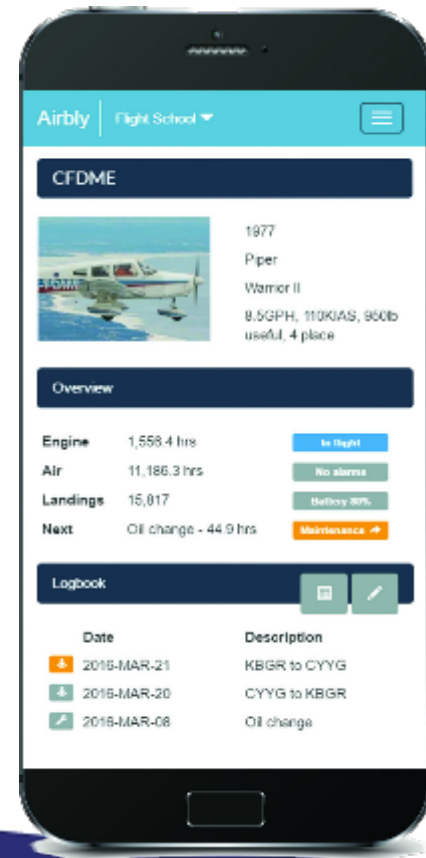 Airbly Flight School
CFDME
1977
Piper
Warrior II
8.5GPH, 110KIAS, 950lb
useful, 4 place
Overview
Engine 1,556.4 hrs In flight
Air 11,186.3 hrs No alarms
Landings 15,817 Battery 80%
Next Oil change - 44.9 hrs Maintenance
Logbook
Date Description
2016-MAR-21 KBGR to CYYG
2016-MAR-20 CYYG to KBGR
2016-MAR-08 Oil change